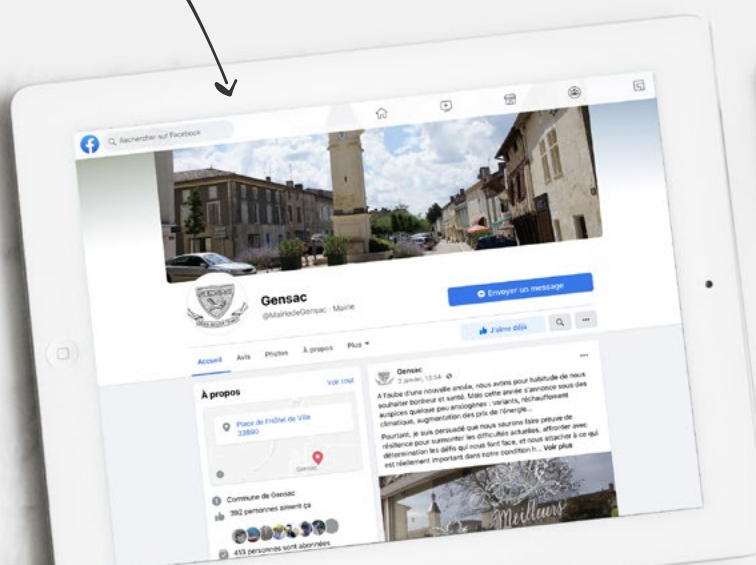 Rechercher sur Facebook
Gensac
@MairiedeGensac · Mairie
Envoyer un message
J'aime déjà
Accueil
Avis
Photos
À propos
Plus
À propos
Voir tout
Place de l'Hôtel de Ville
33890
Gensac
Commune de Gensac
392 personnes aiment ça
413 personnes sont abonnées
Gensac
2 janvier, 13:54
A l'aube d'une nouvelle année, nous avons pour habitude de nous
souhaiter bonheur et santé. Mais cette année s'annonce sous des
auspices quelque peu anxiogènes : variants, réchauffement
climatique, augmentation des prix de l'énergie...
Pourtant, je suis persuadé que nous saurons faire preuve de
résilience pour surmonter les difficultés actuelles, affronter avec
détermination les défis qui nous font face, et nous attacher à ce qui
est réellement important dans notre condition h... Voir plus
Meilleurs